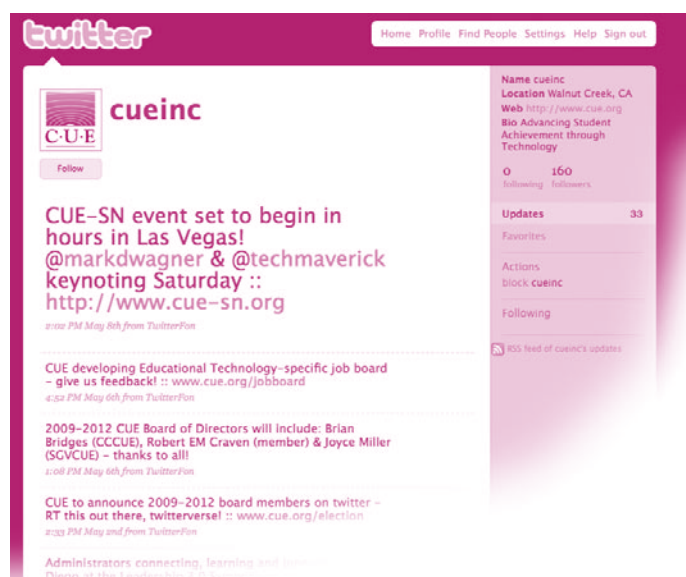 twitter
Home Profile Find People Settings Help Sign out
C·U·E
cueinc
Follow
CUE-SN event set to begin in
hours in Las Vegas!
@markdwagner & @techmaverick
keynoting Saturday ::
http://www.cue-sn.org
2:02 PM May 8th from TwitterFon
CUE developing Educational Technology-specific job board
- give us feedback! :: www.cue.org/jobboard
4:52 PM May 6th from TwitterFon
2009-2012 CUE Board of Directors will include: Brian
Bridges (CCCUE), Robert EM Craven (member) & Joyce Miller
(SGVCUE) - thanks to all!
1:08 PM May 6th from TwitterFon
CUE to announce 2009-2012 board members on twitter -
RT this out there, twitterverse! :: www.cue.org/election
2:33 PM May 2nd from TwitterFon
Administrators connecting, learning and
Name cueinc
Location Walnut Creek, CA
Web http://www.cue.org
Bio Advancing Student
Achievement through
Technology
0 160
following followers
Updates 33
Favorites
Actions
block cueinc
Following
RSS feed of cueinc's updates